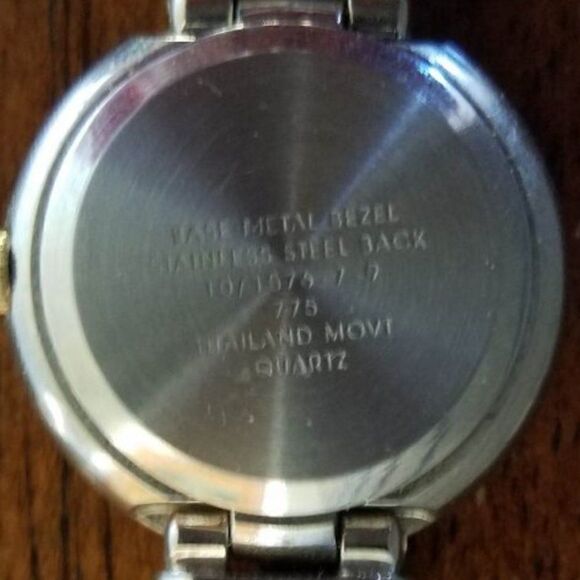 BASE METAL BEZEL
STAINLESS STEEL BACK
775
THAILAND MOVT
QUARTZ